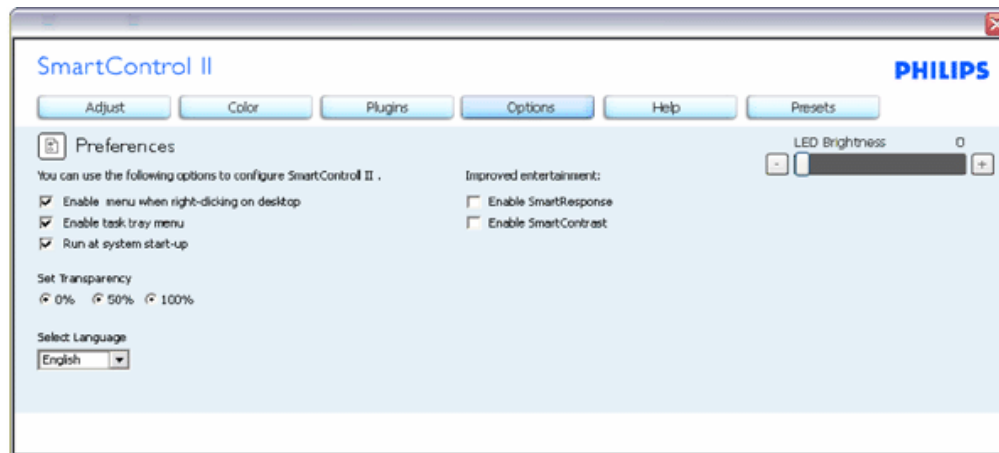 SmartControl II
PHILIPS
Adjust Color Plugins Options Help Presets
Preferences
LED Brightness 0
- +
You can use the following options to configure SmartControl II .
Improved entertainment:
Enable menu when right-clicking on desktop
Enable SmartResponse
Enable task tray menu
Enable SmartContrast
Run at system start-up
Set Transparency
0% 50% 100%
Select Language
English